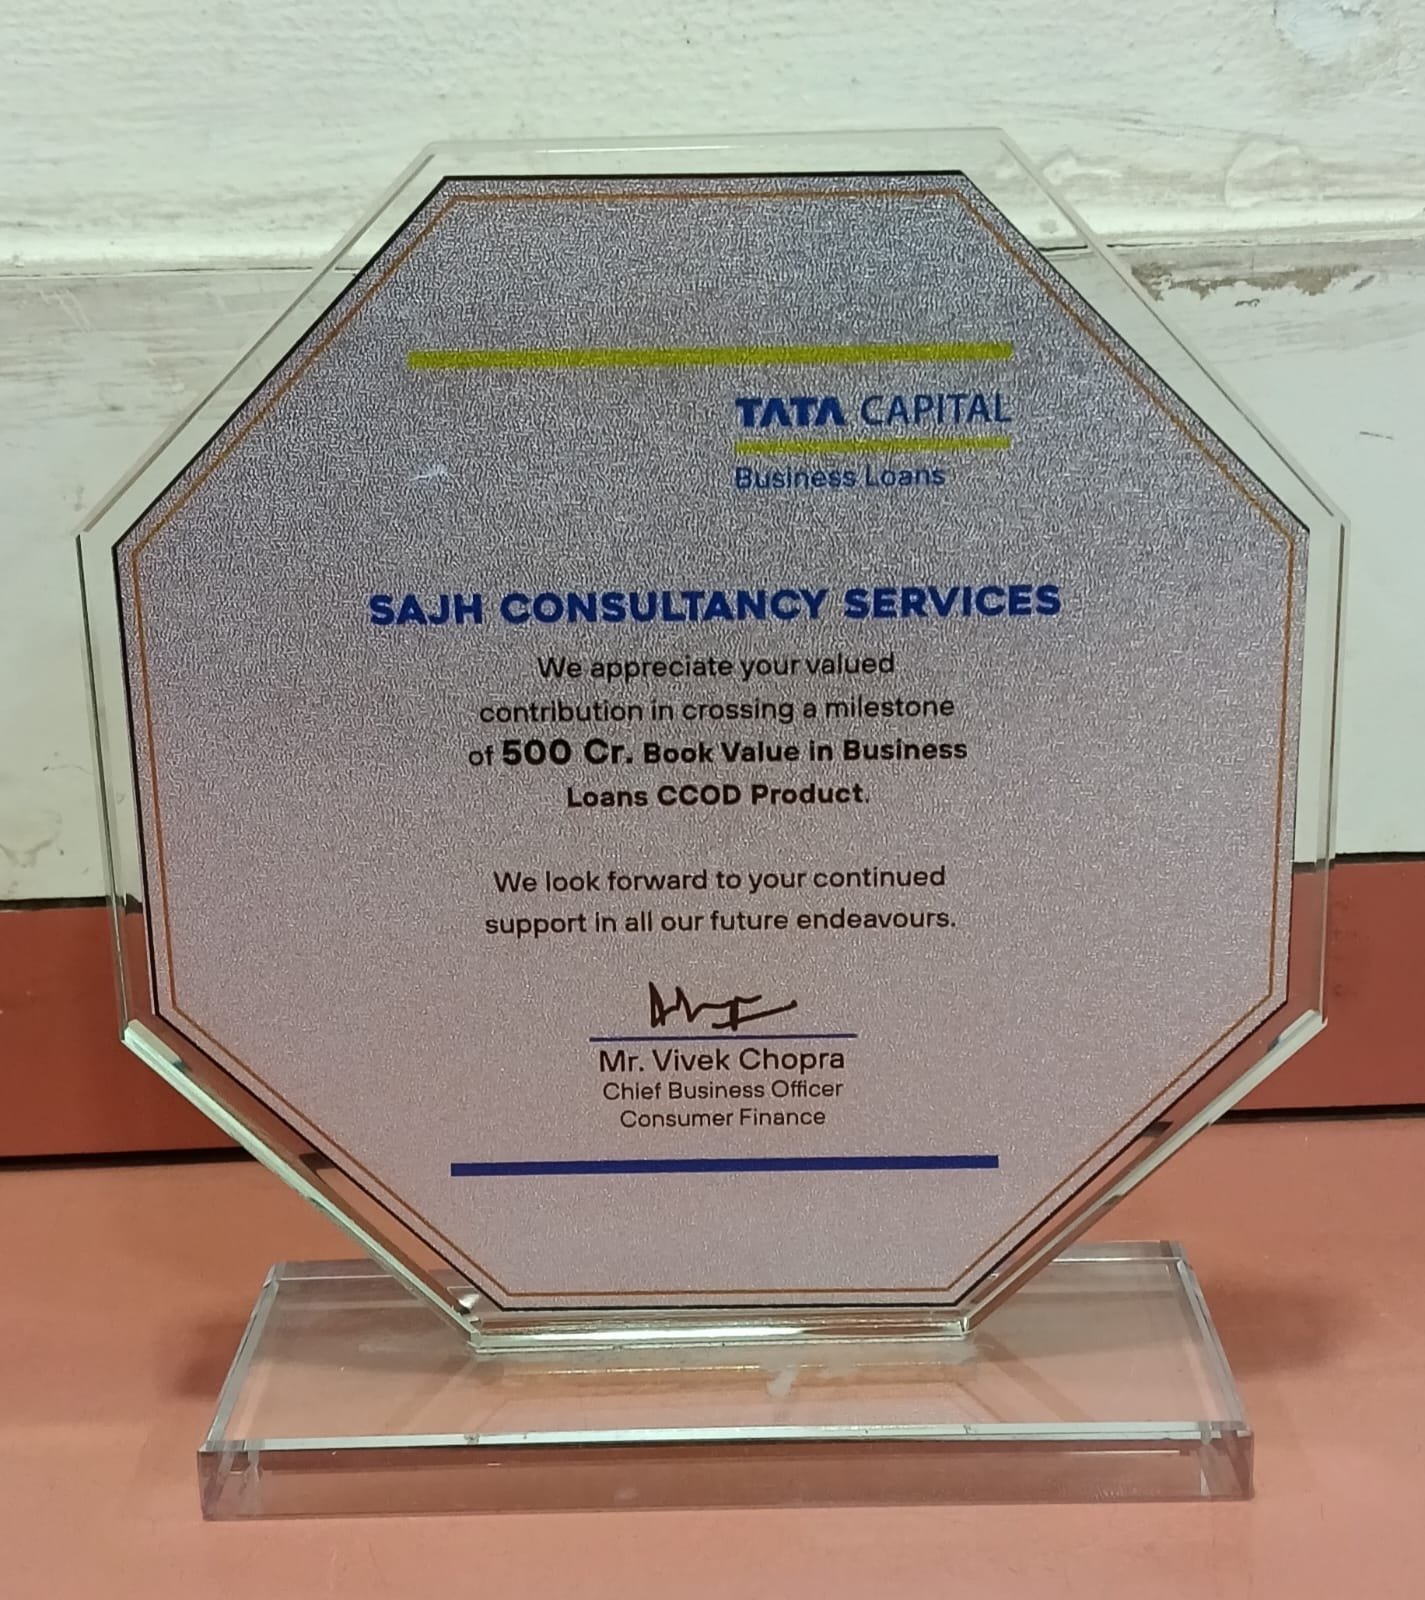 TATA CAPITAL
Business Loans
SAJH CONSULTANCY SERVICES
We appreciate your valued
contribution in crossing a milestone
of 500 Cr. Book Value in Business
Loans CCOD Product.
We look forward to your continued
support in all our future endeavours.
Mr. Vivek Chopra
Chief Business Officer
Consumer Finance